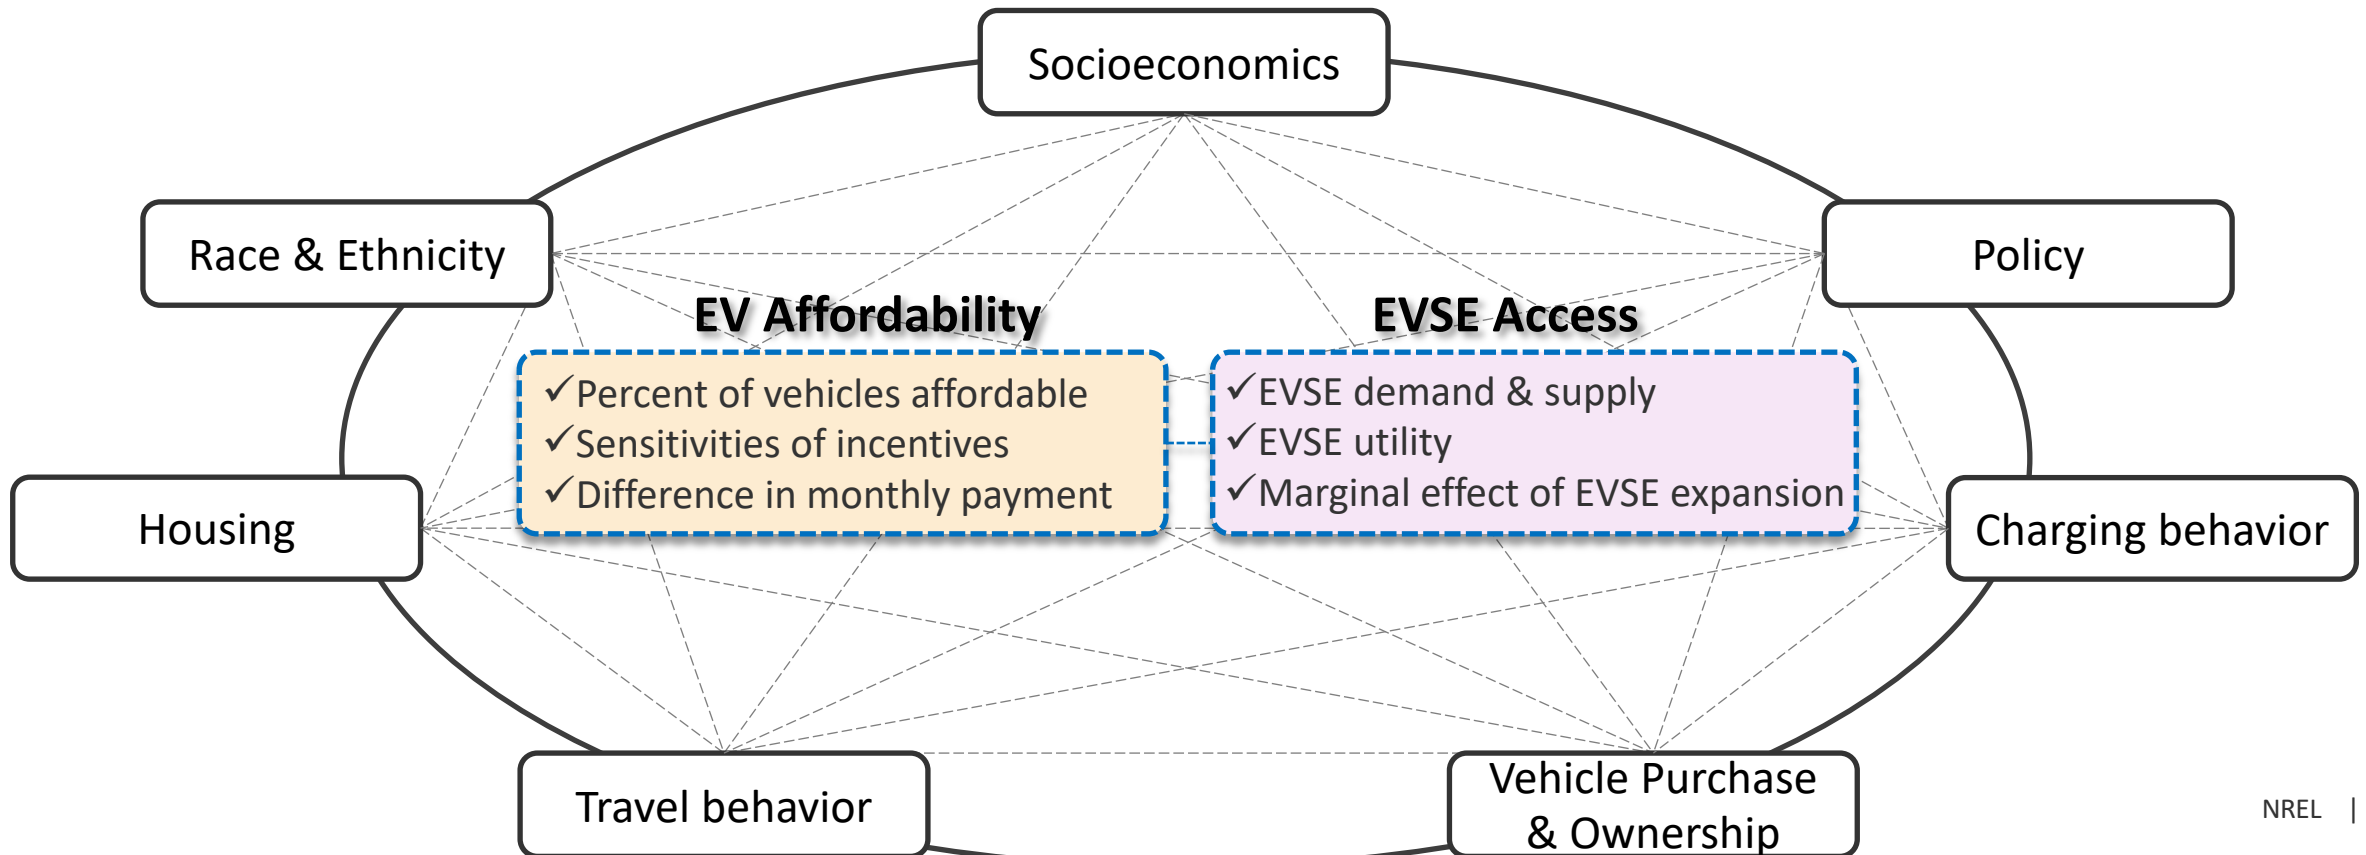 Socioeconomics
Race & Ethnicity
Policy
EV Affordability
✓Percent of vehicles affordable
✓Sensitivities of incentives
✓Difference in monthly payment
EVSE Access
✓EVSE demand & supply
✓EVSE utility
✓Marginal effect of EVSE expansion
Housing
Charging behavior
Travel behavior
Vehicle Purchase
& Ownership
NREL |